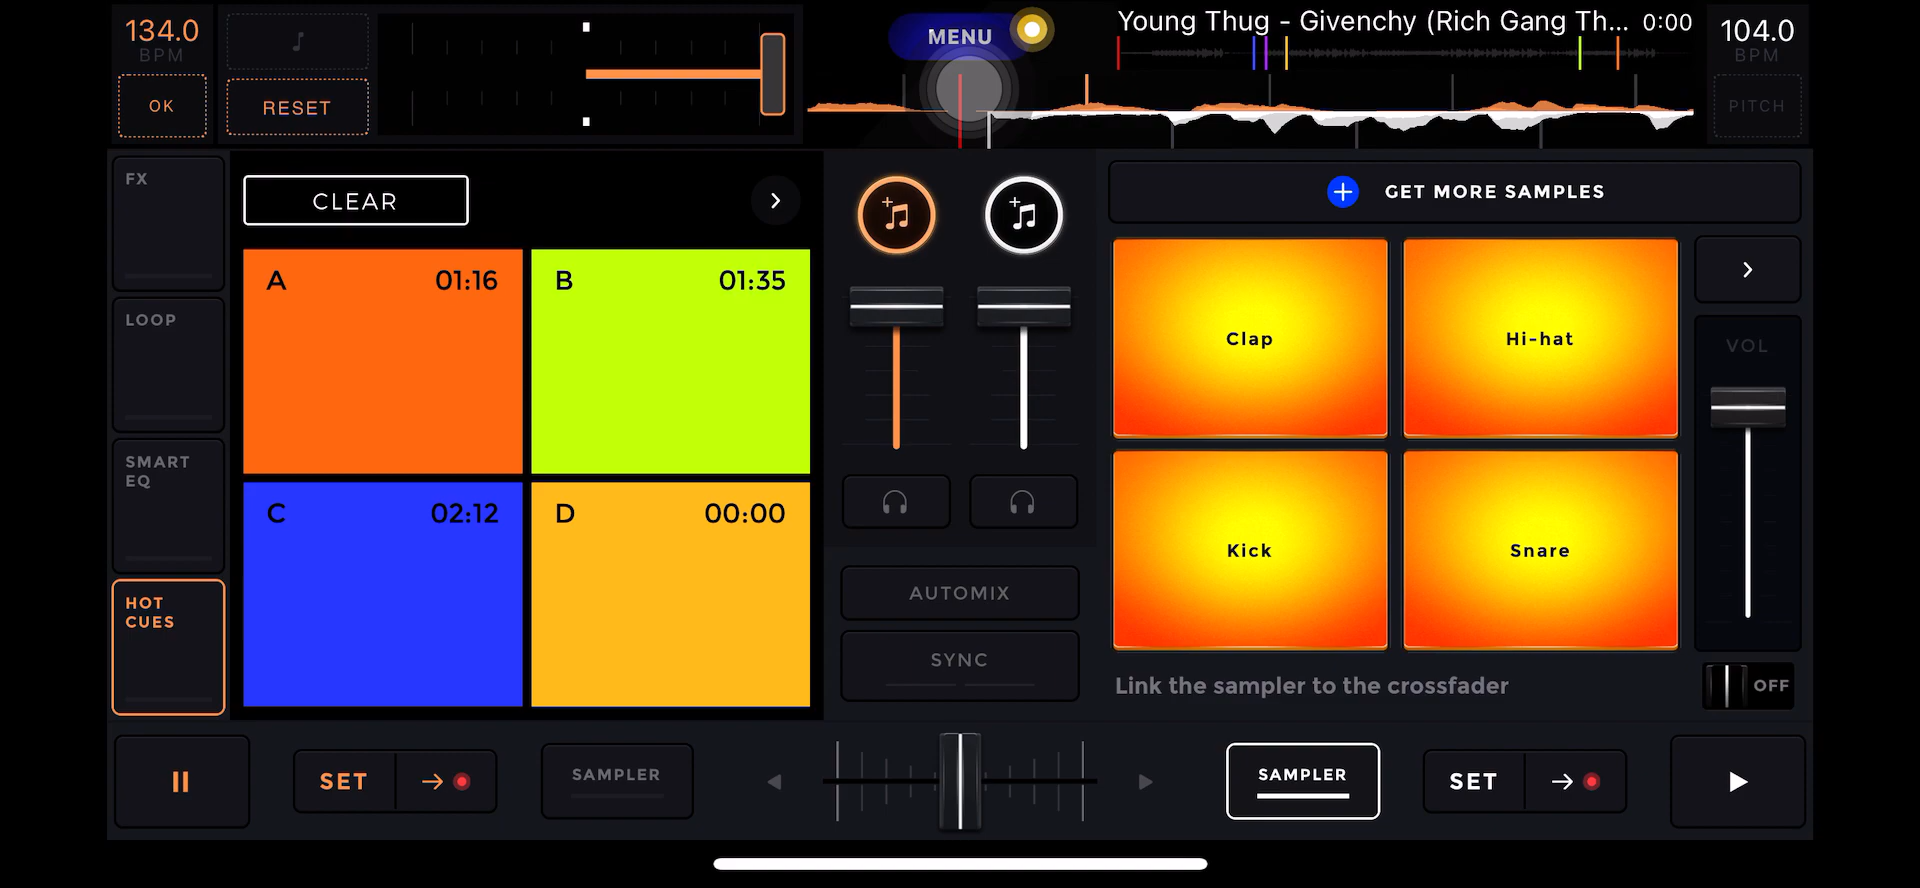 134.0
BPM
OK
RESET
MENU
Young Thug - Givenchy (Rich Gang Th... 0:00
104.0
BPM
PITCH
FX
LOOP
SMART
EQ
HOT
CUES
CLEAR
A 01:16
B 01:35
C 02:12
D 00:00
AUTOMIX
SYNC
GET MORE SAMPLES
Clap
Hi-hat
Kick
Snare
VOL
Link the sampler to the crossfader
OFF
SET
SAMPLER
SAMPLER
SET